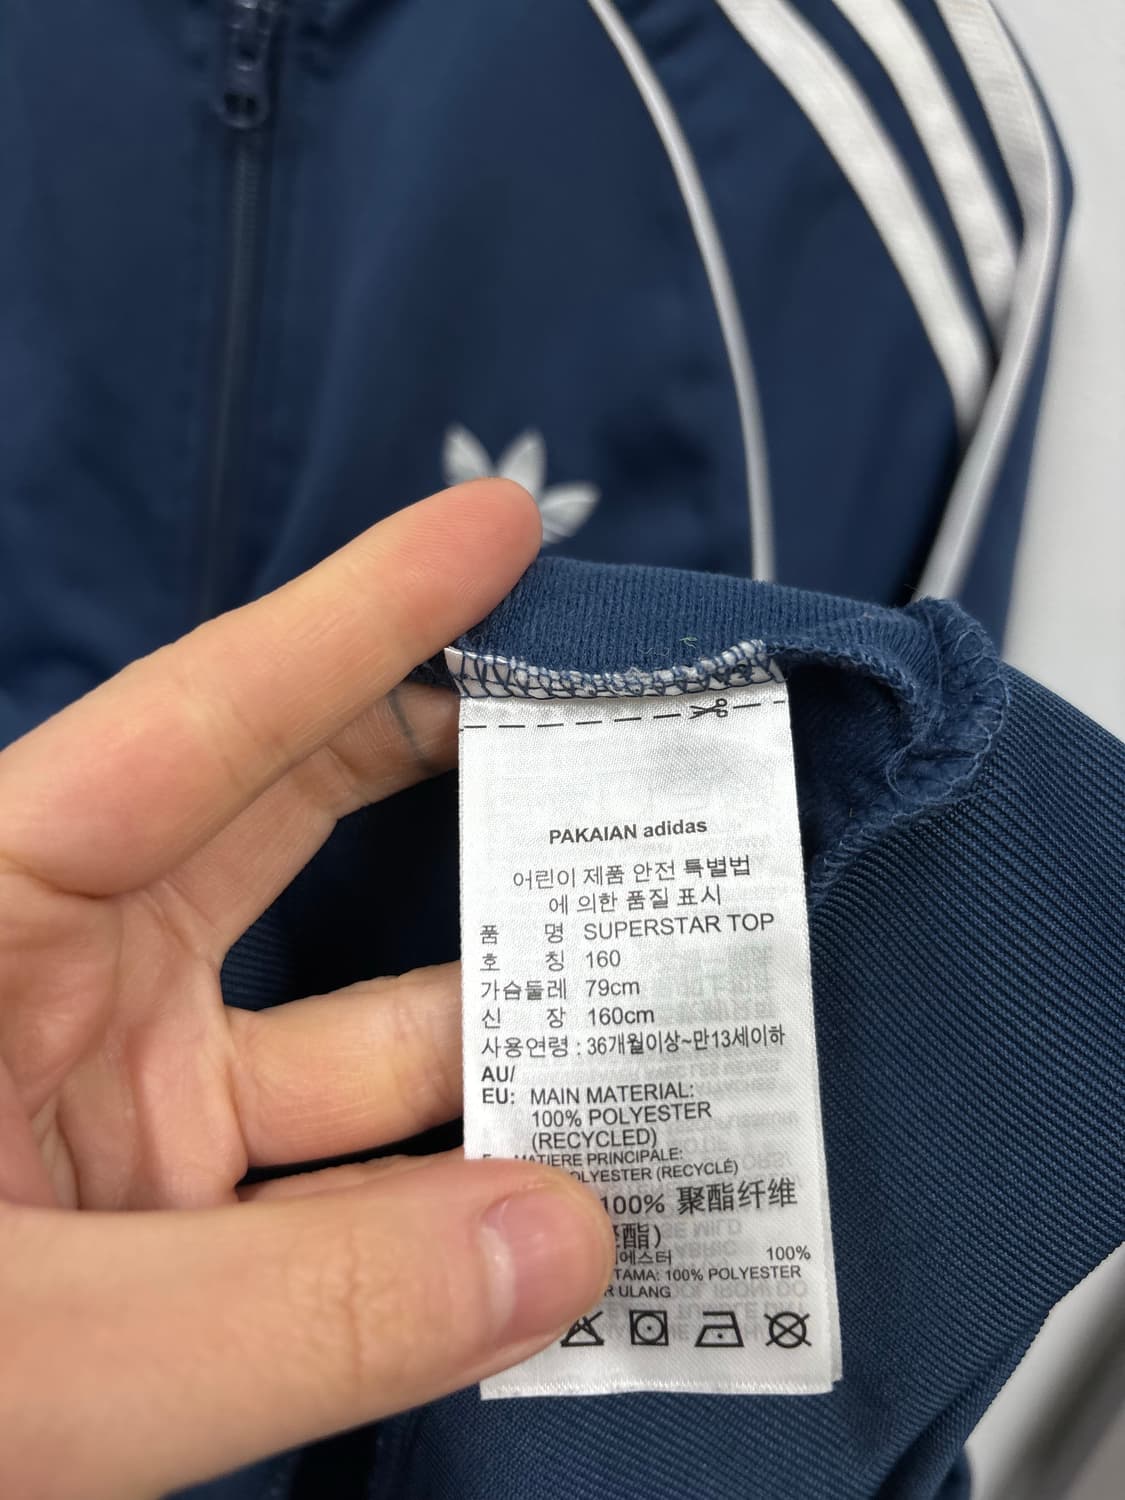 PAKAIAN adidas
어린이 제품 안전 특별법
에 의한 품질 표시
품 명 SUPERSTAR TOP
호 칭 160
가슴둘레 79cm
신 장 160cm
사용연령 : 36개월이상~만13세이하
AU/
EU: MAIN MATERIAL:
100% POLYESTER
(RECYCLED)
MATIERE PRINCIPALE:
(RECYCLÉ)
100% 聚酯纤维
酯)
100%
100% POLYESTER
ULANG